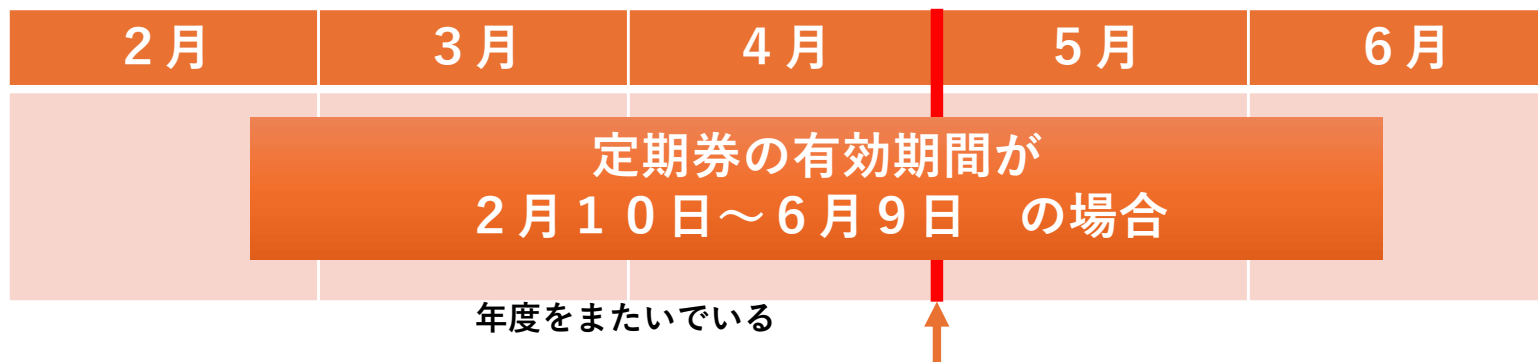 ２月 ３月 ４月 ５月 ６月
定期券の有効期間が
２月１０日～６月９日　の場合
年度をまたいでいる